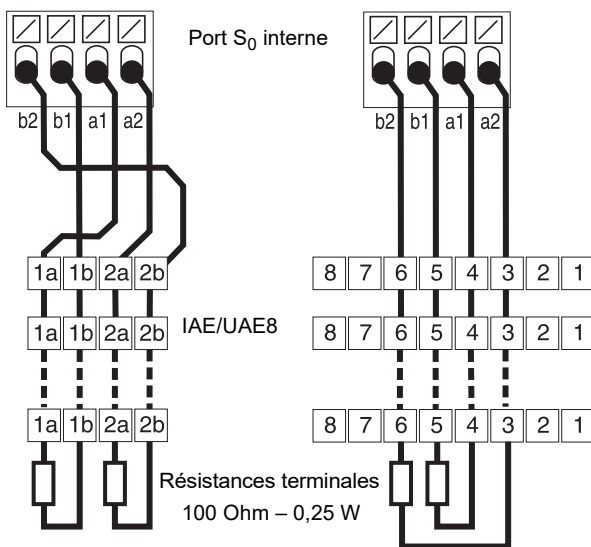 Port S0 interne
b2 b1 a1 a2
b2 b1 a1 a2
1a 1b 2a 2b
8 7 6 5 4 3 2 1
1a 1b 2a 2b
IAE/UAE8
8 7 6 5 4 3 2 1
1a 1b 2a 2b
8 7 6 5 4 3 2 1
Résistances terminales
100 Ohm – 0,25 W